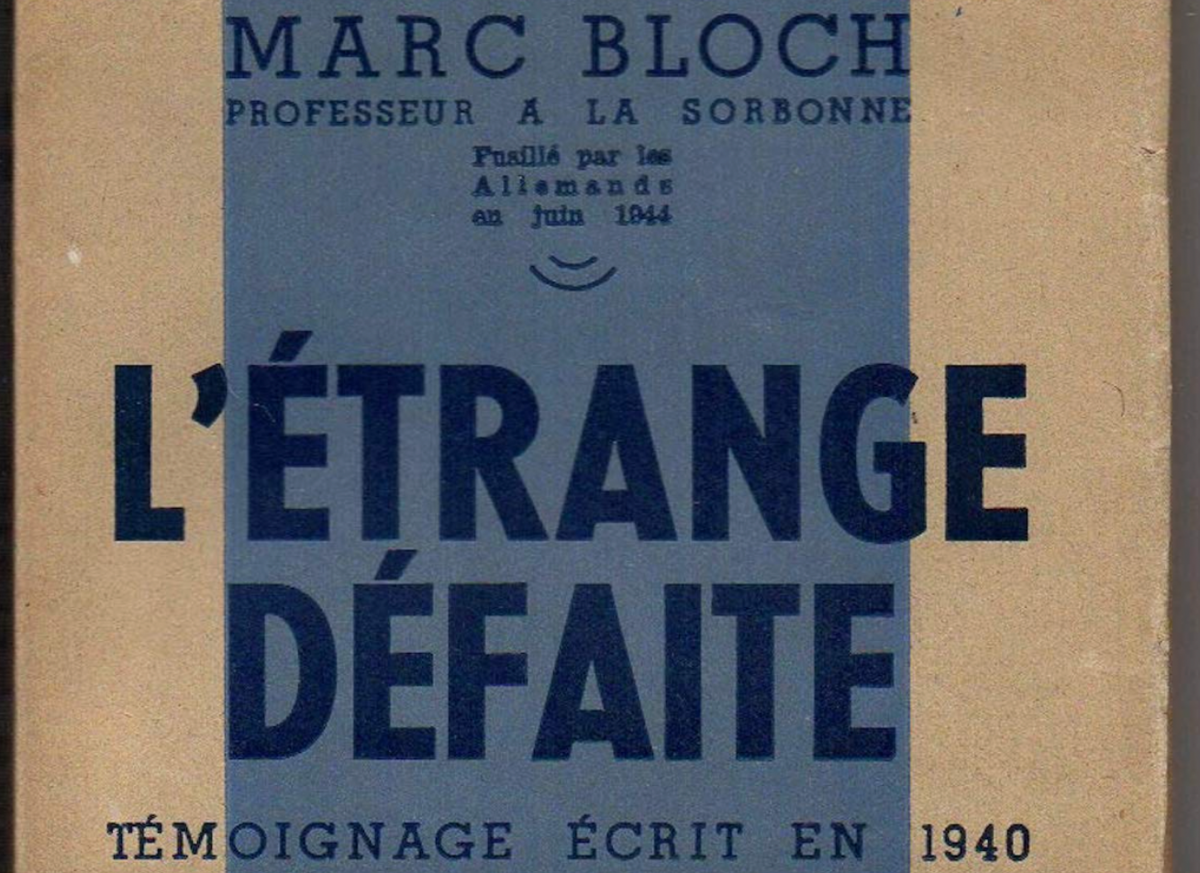 MARC BLOCH
PROFESSEUR A LA SORBONNE
Fusillé par les
Allemands
en juin 1944
L'ÉTRANGE
DÉFAITE
TÉMOIGNAGE ÉCRIT EN 1940